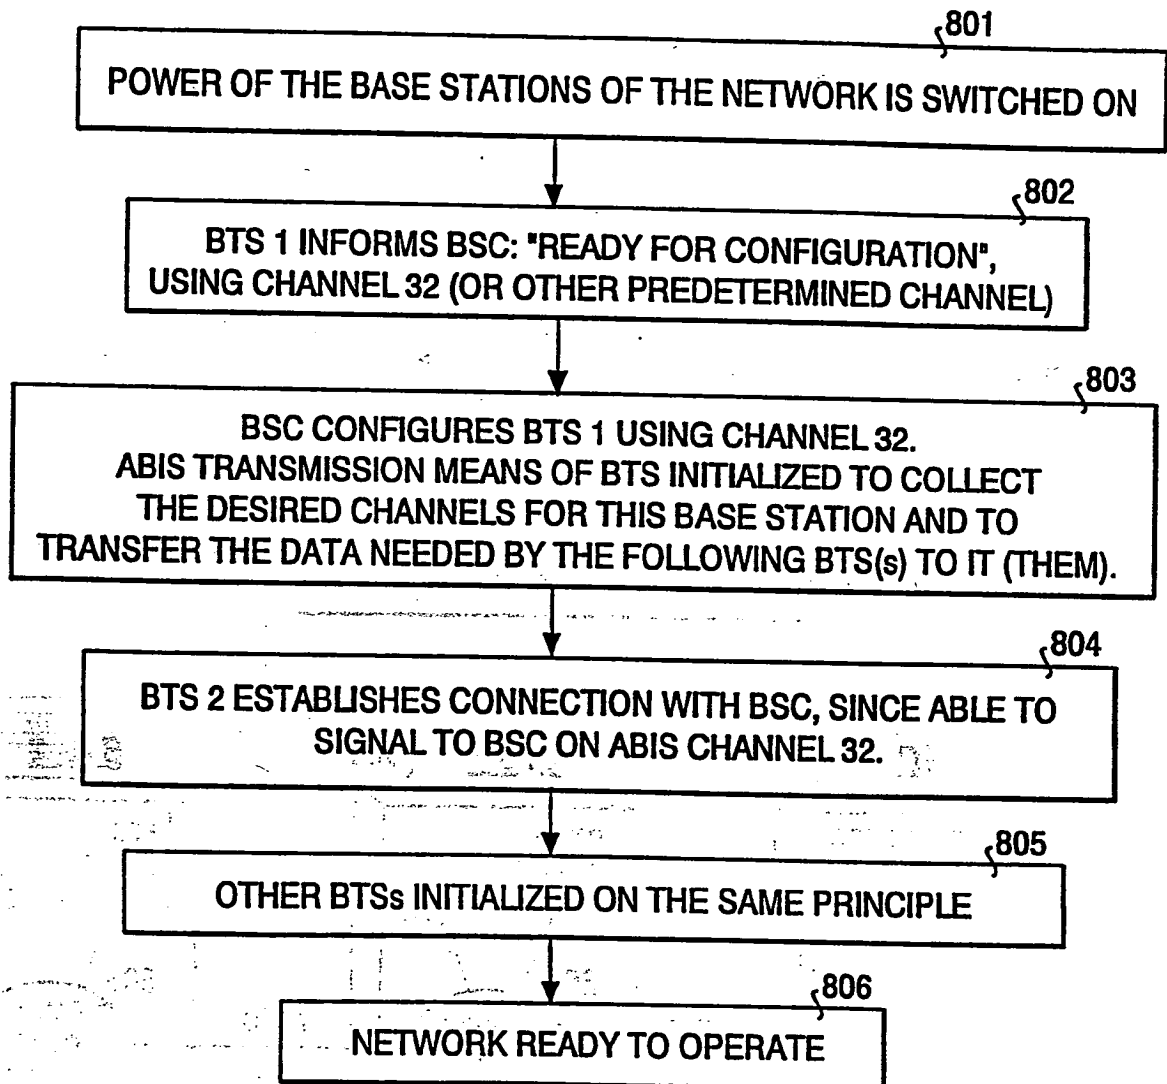 801
POWER OF THE BASE STATIONS OF THE NETWORK IS SWITCHED ON
802
BTS 1 INFORMS BSC: "READY FOR CONFIGURATION",
USING CHANNEL 32 (OR OTHER PREDETERMINED CHANNEL)
803
BSC CONFIGURES BTS 1 USING CHANNEL 32.
ABIS TRANSMISSION MEANS OF BTS INITIALIZED TO COLLECT
THE DESIRED CHANNELS FOR THIS BASE STATION AND TO
TRANSFER THE DATA NEEDED BY THE FOLLOWING BTS(s) TO IT (THEM).
804
BTS 2 ESTABLISHES CONNECTION WITH BSC, SINCE ABLE TO
SIGNAL TO BSC ON ABIS CHANNEL 32.
805
OTHER BTSs INITIALIZED ON THE SAME PRINCIPLE
806
NETWORK READY TO OPERATE